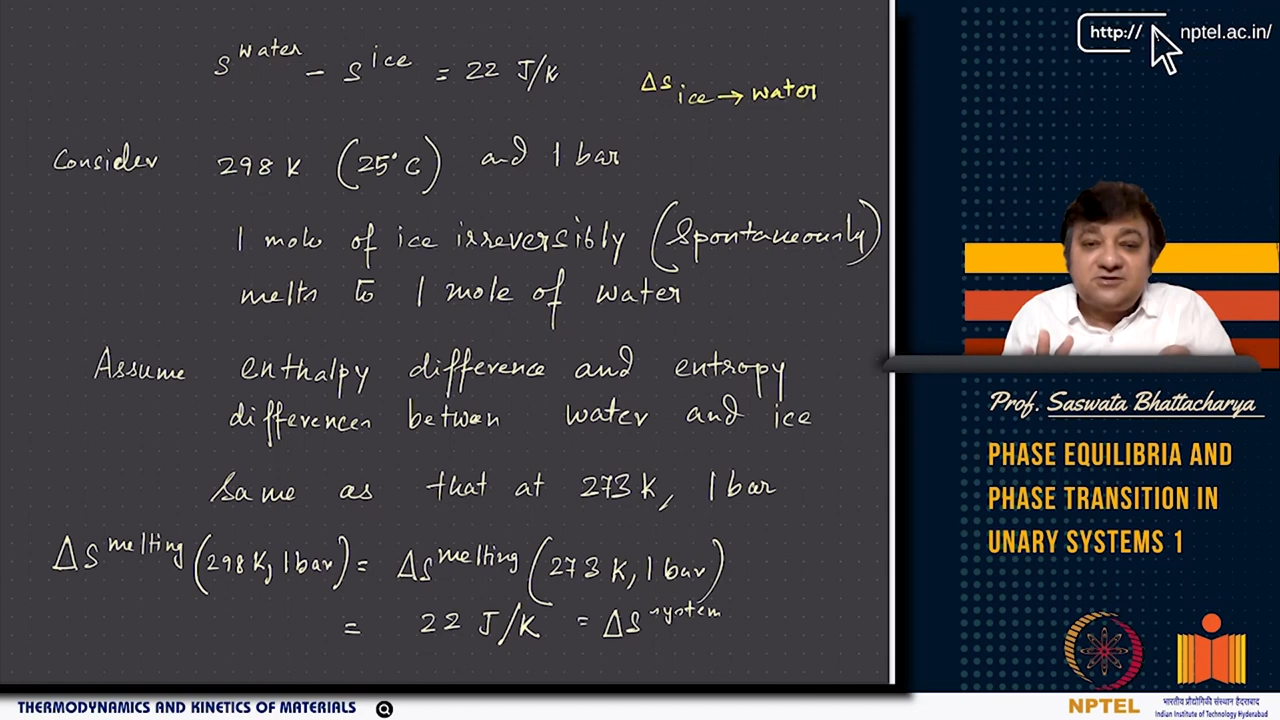 S^water - S^ice = 22 J/K
ΔS ice → water
Consider 298 K (25°C) and 1 bar
1 mole of ice irreversibly (spontaneously)
melts to 1 mole of water
Assume enthalpy difference and entropy
differences between water and ice
same as that at 273 K, 1 bar
ΔS^melting (298 K, 1 bar) = ΔS^melting (273 K, 1 bar)
= 22 J/K = ΔS^system
http:// nptel.ac.in/
Prof. Saswata Bhattacharya
PHASE EQUILIBRIA AND
PHASE TRANSITION IN
UNARY SYSTEMS 1
THERMODYNAMICS AND KINETICS OF MATERIALS
NPTEL
भारतीय प्रौद्योगिकी संस्थान हैदराबाद
Indian Institute of Technology Hyderabad